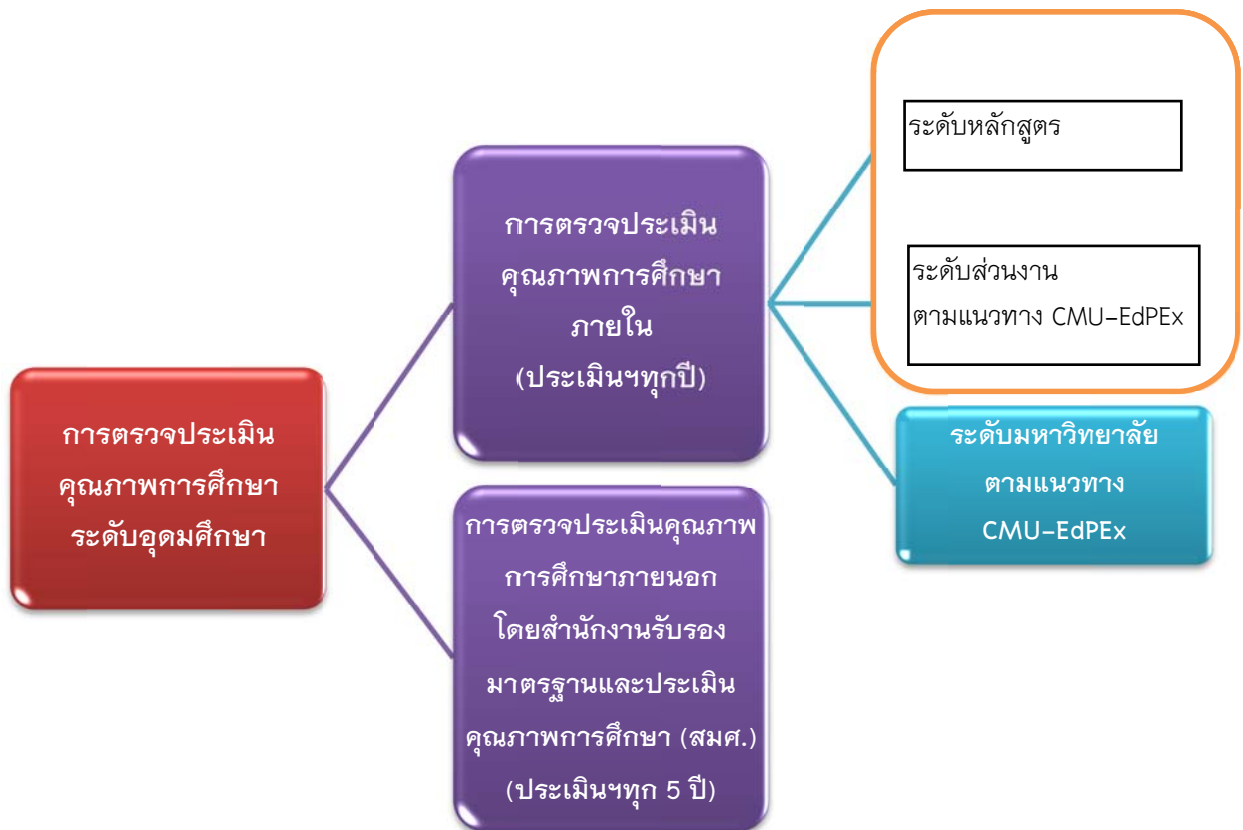 การตรวจประเมิน
คุณภาพการศึกษา
ระดับอุดมศึกษา
การตรวจประเมิน
คุณภาพการศึกษา
ภายใน
(ประเมินฯทุกปี)
การตรวจประเมินคุณภาพ
การศึกษาภายนอก
โดยสำนักงานรับรอง
มาตรฐานและประเมิน
คุณภาพการศึกษา (สมศ.)
(ประเมินฯทุก 5 ปี)
ระดับหลักสูตร
ระดับส่วนงาน
ตามแนวทาง CMU-EdPEx
ระดับมหาวิทยาลัย
ตามแนวทาง
CMU-EdPEx